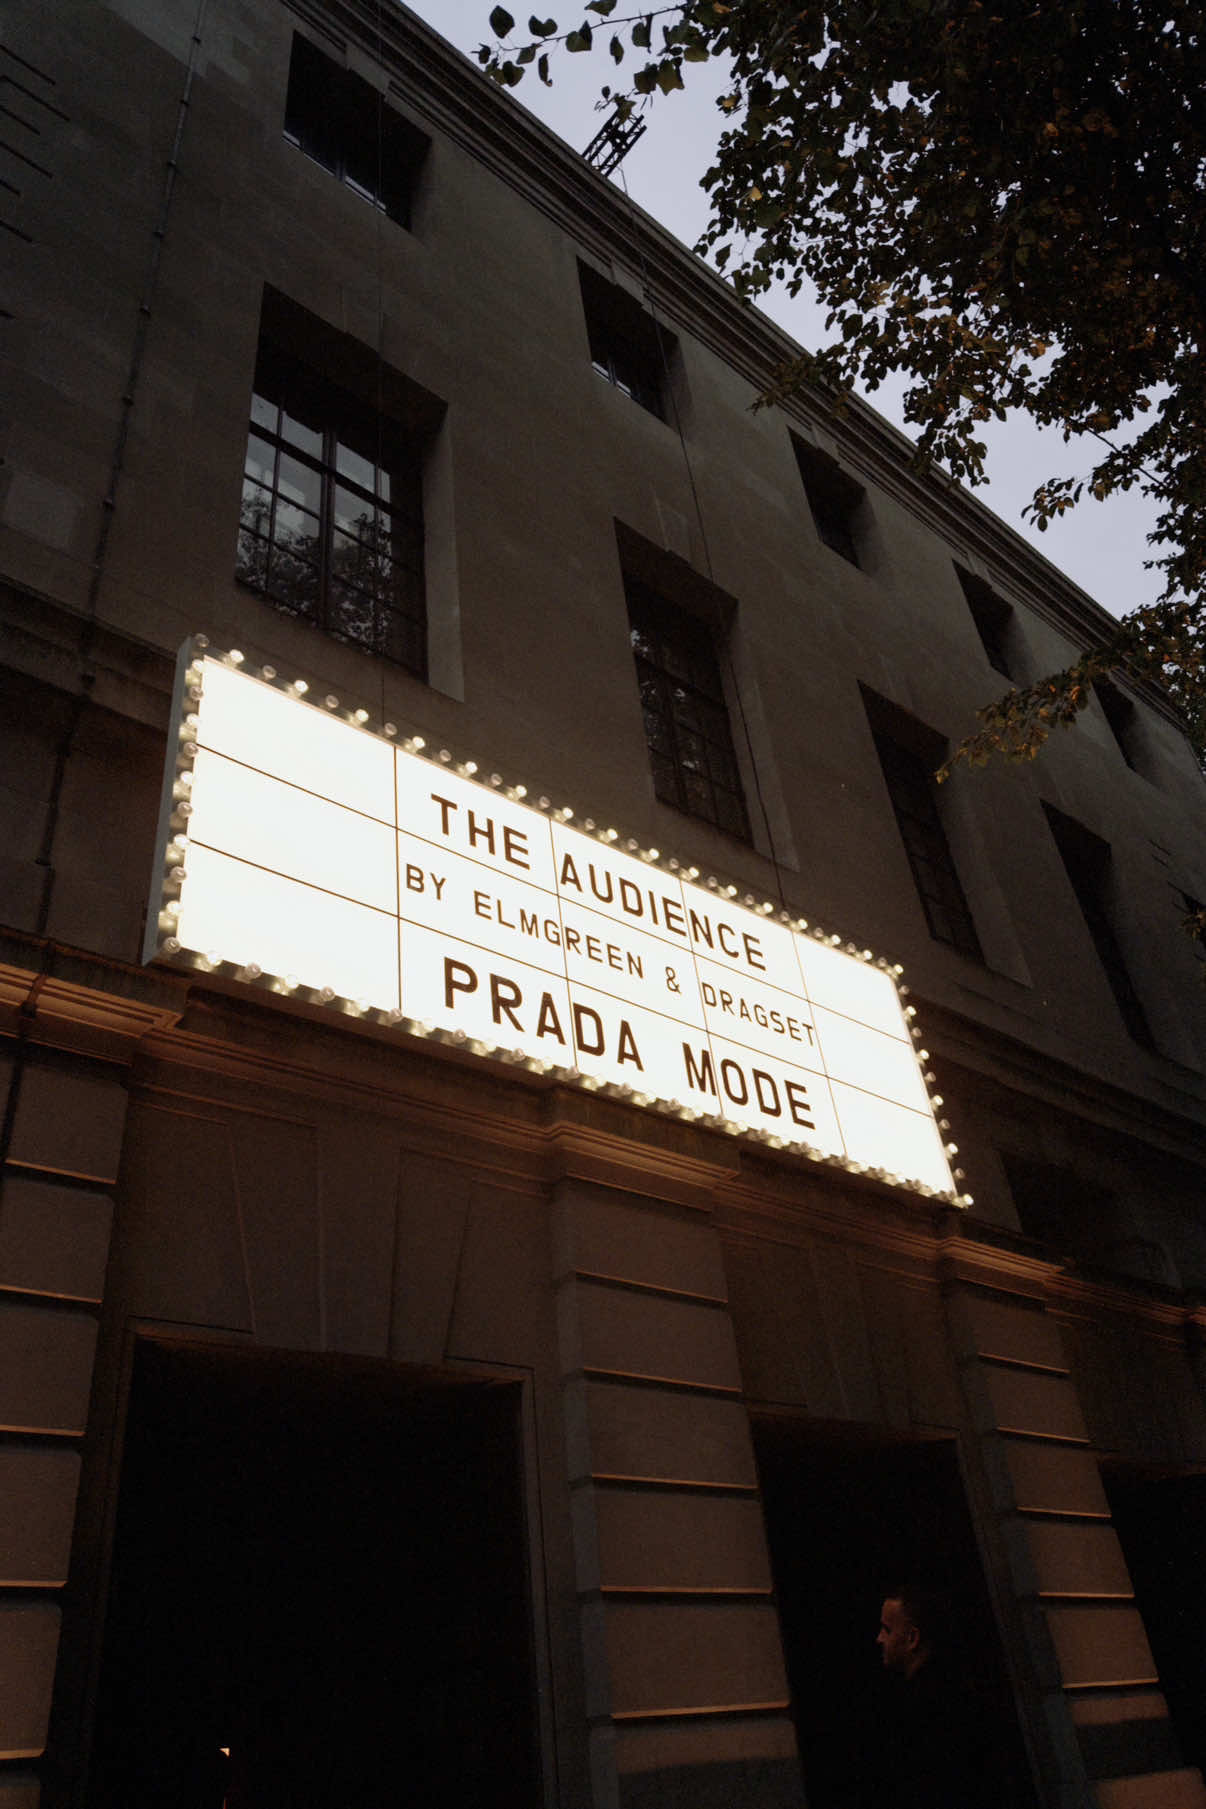 THE AUDIENCE
BY ELMGREEN & DRAGSET
PRADA MODE